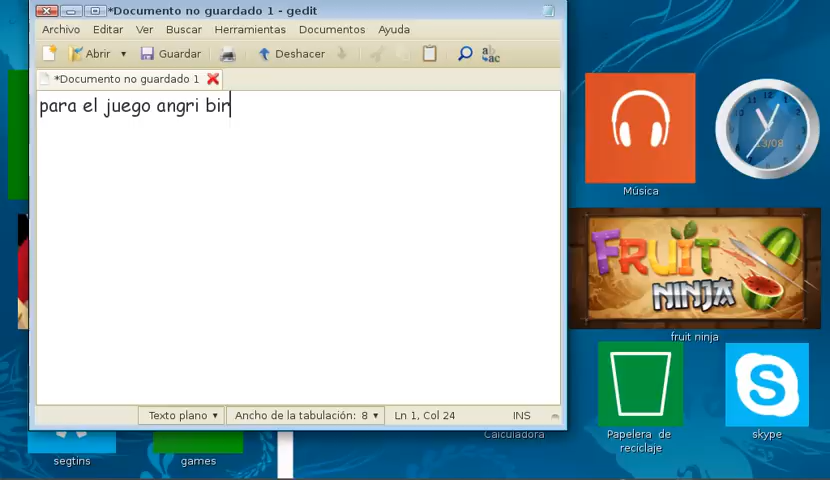 *Documento no guardado 1 - gedit
Archivo Editar Ver Buscar Herramientas Documentos Ayuda
Abrir Guardar Deshacer
*Documento no guardado 1
para el juego angri bir
Texto plano Ancho de la tabulación: 8 Ln 1, Col 24 INS
13/08
Música
FRUIT
NINJA
fruit ninja
Calculadora
Papelera de
reciclaje
skype
segtins
games